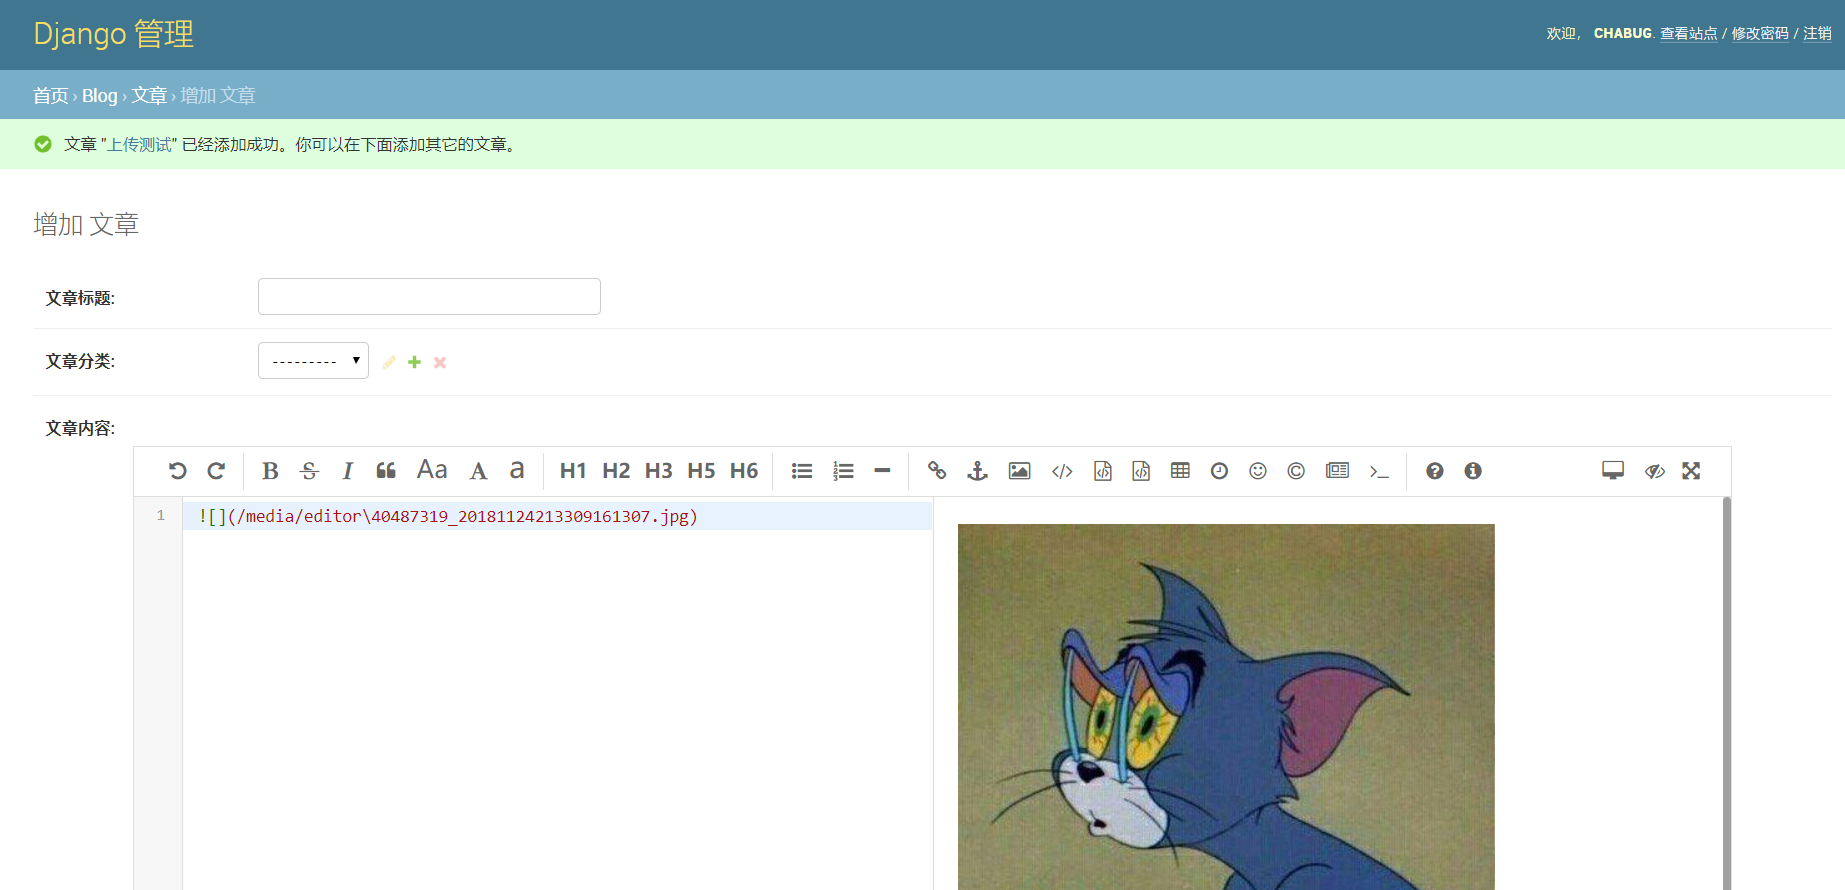 Django 管理
欢迎， CHABUG. 查看站点 / 修改密码 / 注销
首页 › Blog › 文章 › 增加 文章
文章 "上传测试" 已经添加成功。你可以在下面添加其它的文章。
增加 文章
文章标题:
文章分类:
---------
文章内容:
B S I Aa A a H1 H2 H3 H5 H6
1
![](/media/editor\40487319_20181124213309161307.jpg)